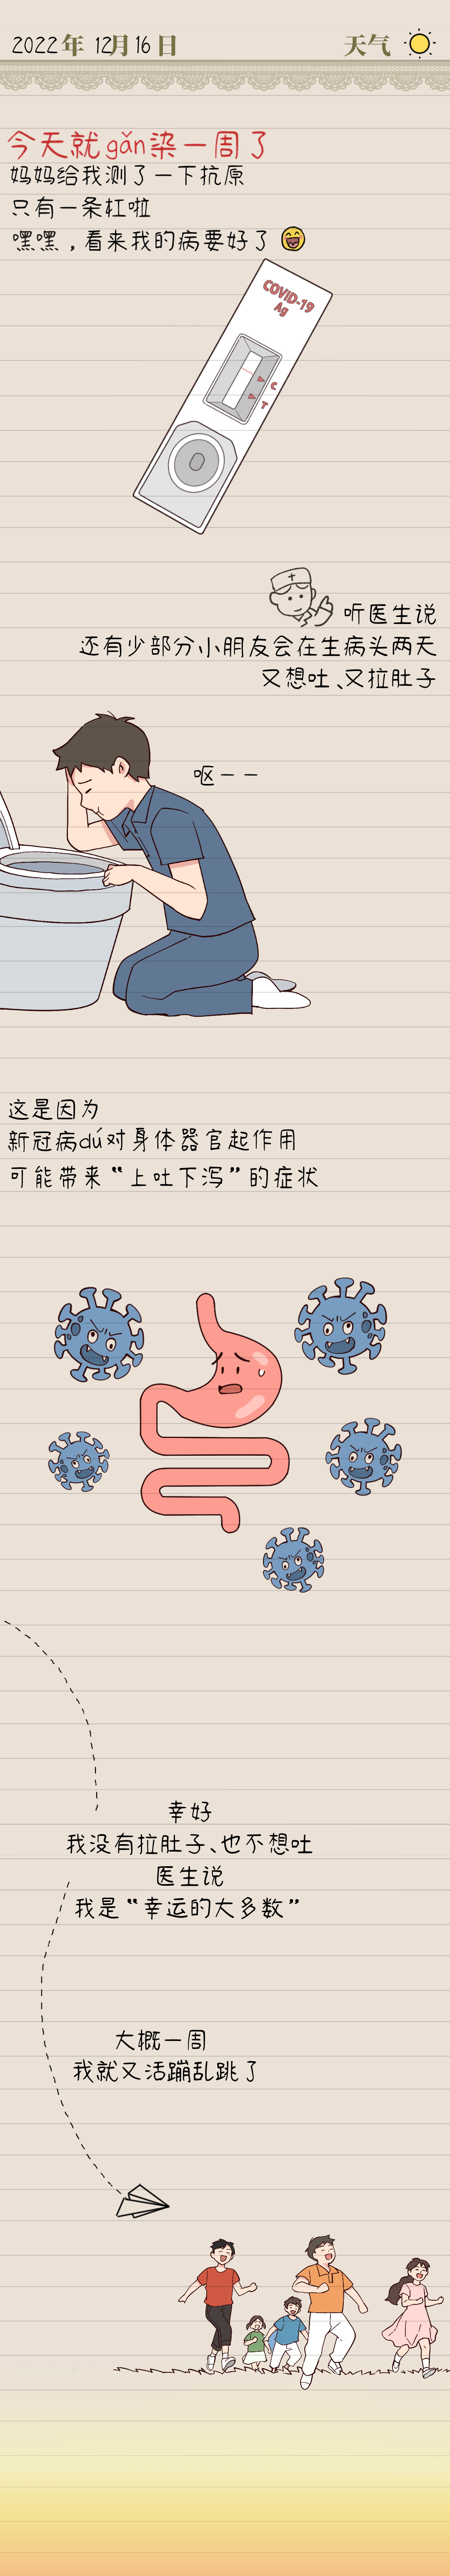 2022年 12月16日 天气
今天就gǎn染一周了
妈妈给我测了一下抗原
只有一条杠啦
嘿嘿，看来我的病要好了
COVID-19
Ag
C
T
听医生说
还有少部分小朋友会在生病头两天
又想吐、又拉肚子
呕——
这是因为
新冠病dú对身体器官起作用
可能带来“上吐下泻”的症状
幸好
我没有拉肚子、也不想吐
医生说
我是“幸运的大多数”
大概一周
我就又活蹦乱跳了